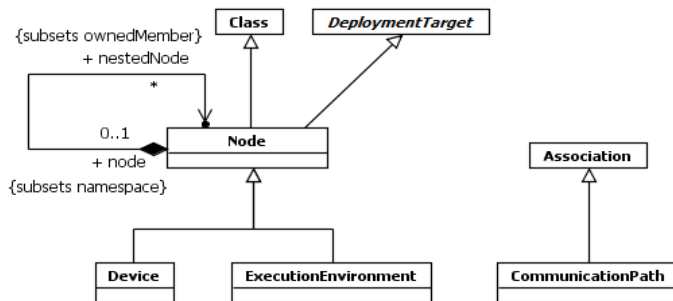 Class
DeploymentTarget
{subsets ownedMember}
+ nestedNode
*
0..1
Node
+ node
Association
{subsets namespace}
Device
ExecutionEnvironment
CommunicationPath